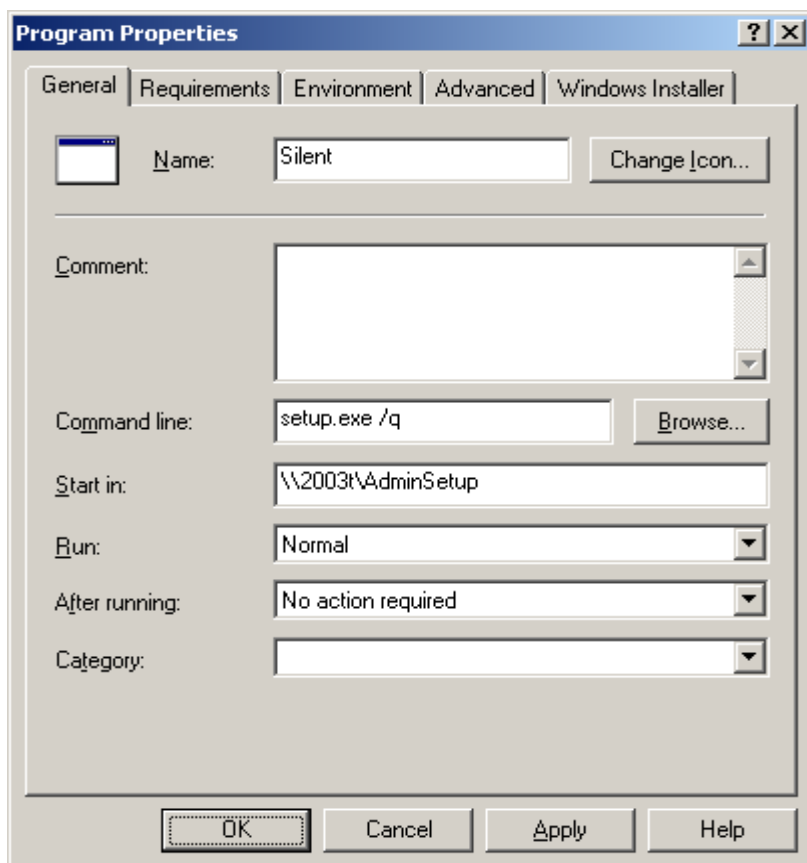 Program Properties
General Requirements Environment Advanced Windows Installer
Name: Silent Change Icon...
Comment:
Command line: setup.exe /q Browse...
Start in: \\2003t\AdminSetup
Run: Normal
After running: No action required
Category:
OK Cancel Apply Help